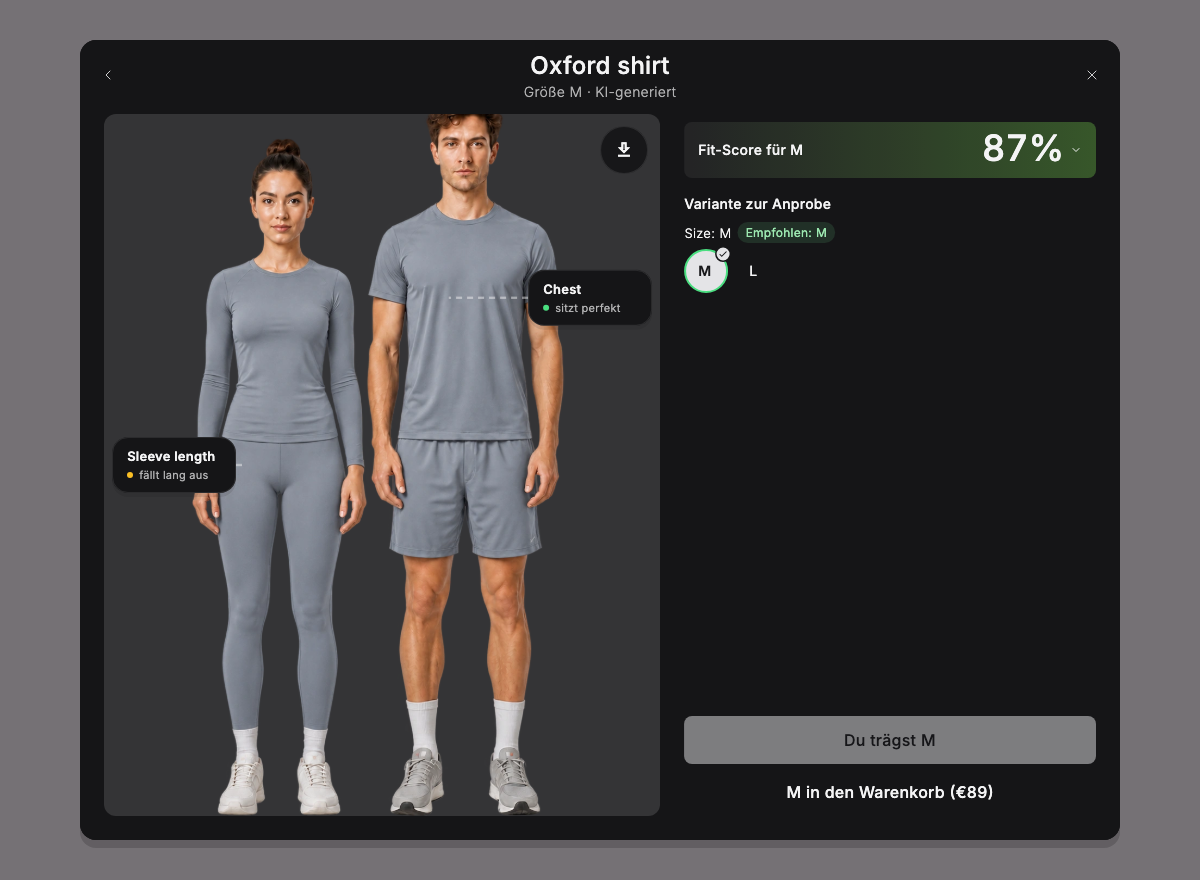 Oxford shirt
Größe M · KI-generiert
Chest
sitzt perfekt
Sleeve length
fällt lang aus
Fit-Score für M
87%
Variante zur Anprobe
Size: M Empfohlen: M
M L
Du trägst M
M in den Warenkorb (€89)